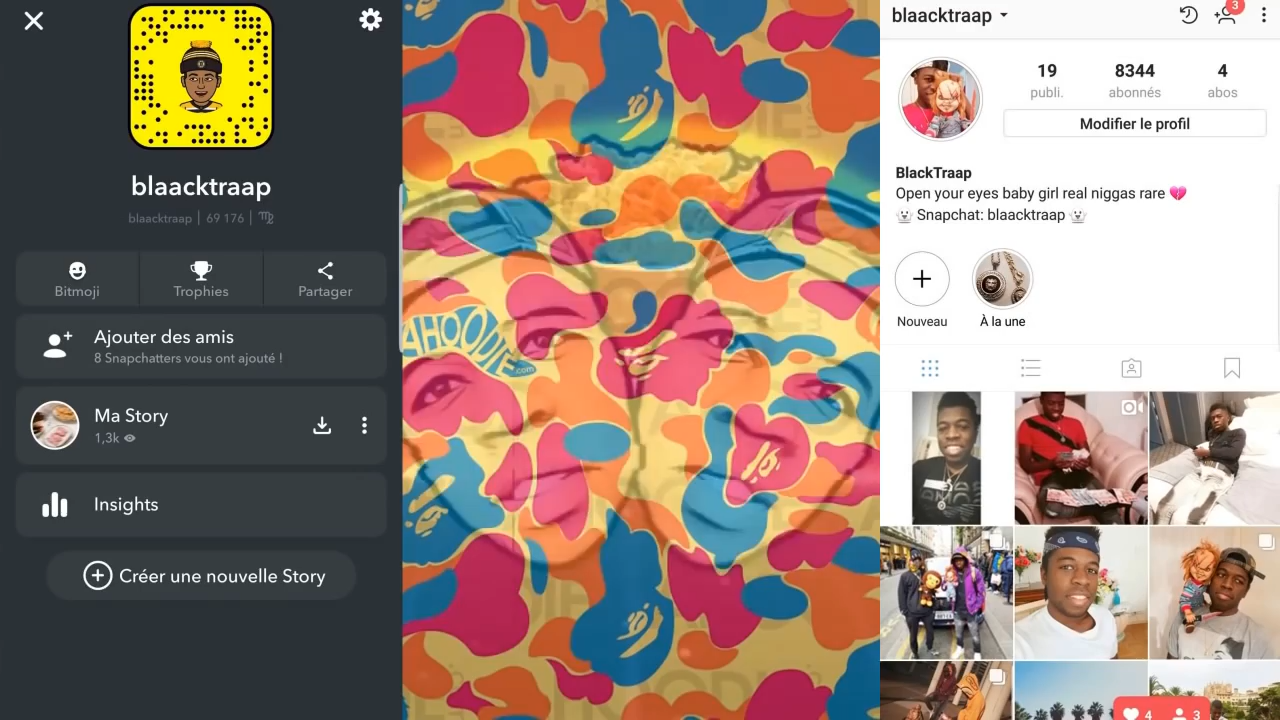 blaacktraap
blaacktraap | 69 176 | ♍
Bitmoji
Trophies
Partager
Ajouter des amis
8 Snapchatters vous ont ajouté !
Ma Story
1,3k
Insights
Créer une nouvelle Story
AHOODIE
.com
blaacktraap
3
19
8344
4
publi.
abonnés
abos
Modifier le profil
BlackTraap
Open your eyes baby girl real niggas rare 💔
Snapchat: blaacktraap
Nouveau
À la une
4
3